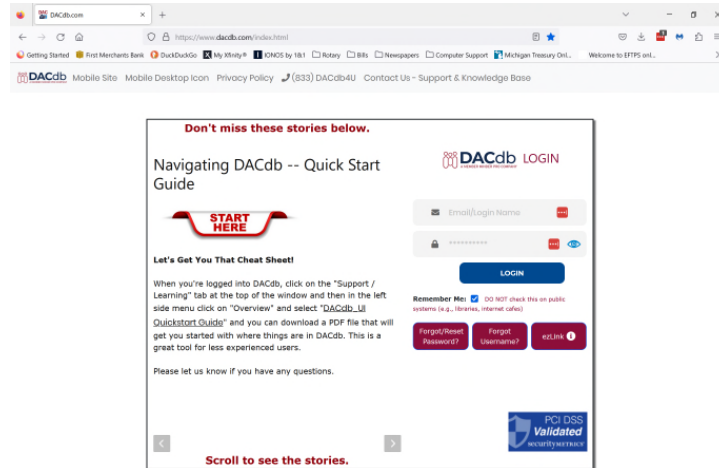 DACdb.com
https://www.dacdb.com/index.html
Getting Started First Merchants Bank DuckDuckGo My Xfinity® IONOS by 1&1 Rotary Bills Newspapers Computer Support Michigan Treasury Onl... Welcome to EFTPS onl...
DACdb Mobile Site Mobile Desktop Icon Privacy Policy (833) DACdb4U Contact Us - Support & Knowledge Base
Don't miss these stories below.
Navigating DACdb -- Quick Start
Guide
START
HERE
Let's Get You That Cheat Sheet!
When you're logged into DACdb, click on the "Support /
Learning" tab at the top of the window and then in the left
side menu click on "Overview" and select "DACdb_UI
Quickstart Guide" and you can download a PDF file that will
get you started with where things are in DACdb. This is a
great tool for less experienced users.
Please let us know if you have any questions.
Scroll to see the stories.
DACdb LOGIN
Email/Login Name
**********
LOGIN
Remember Me: DO NOT check this on public
systems (e.g., libraries, internet cafes)
Forgot/Reset
Password?
Forgot
Username?
ezLink
PCI DSS
Validated
SECURITYMETRICS